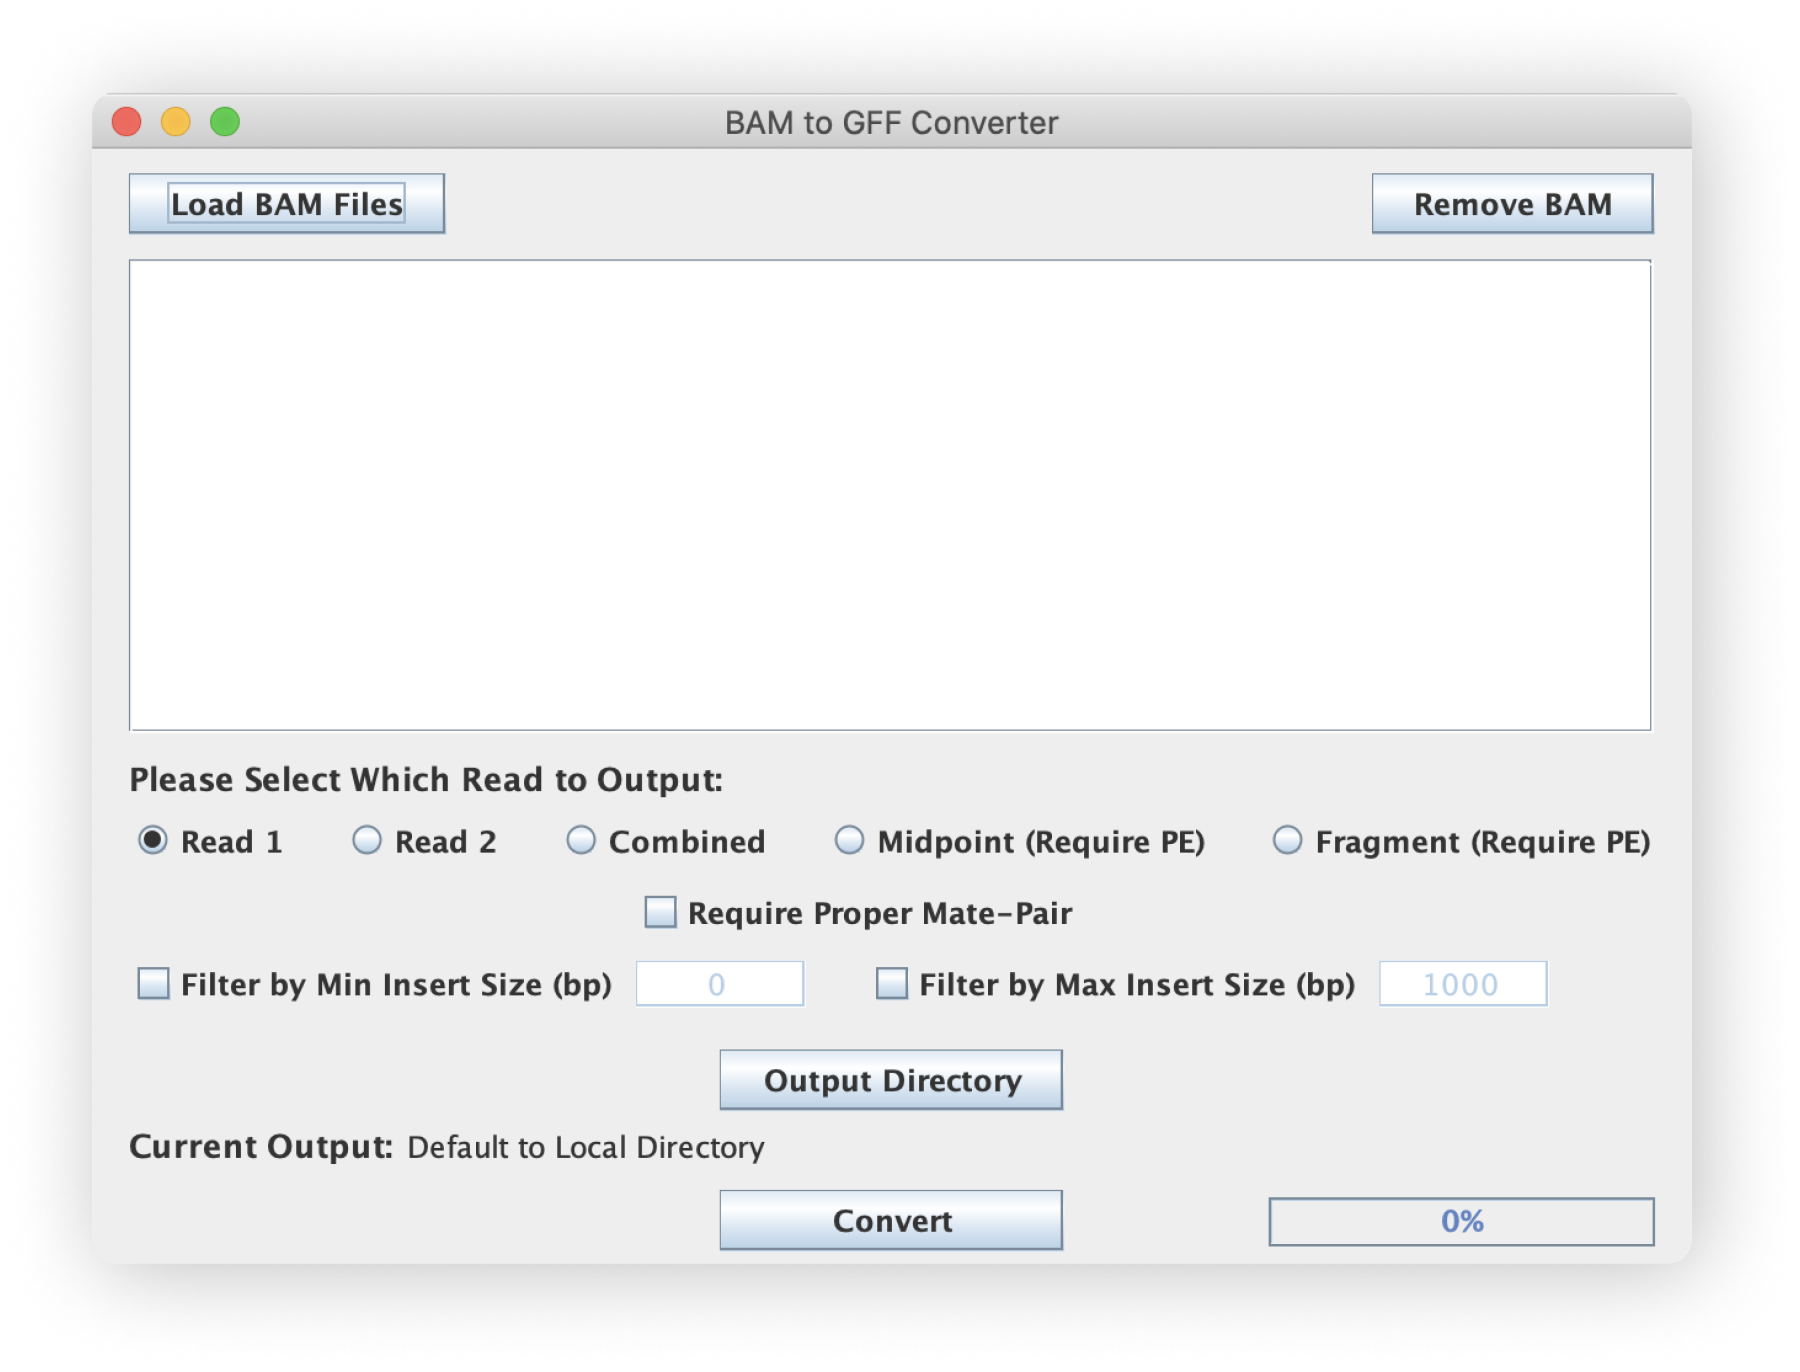 BAM to GFF Converter
Load BAM Files
Remove BAM
Please Select Which Read to Output:
Read 1 Read 2 Combined Midpoint (Require PE) Fragment (Require PE)
Require Proper Mate-Pair
Filter by Min Insert Size (bp) 0 Filter by Max Insert Size (bp) 1000
Output Directory
Current Output: Default to Local Directory
Convert
0%